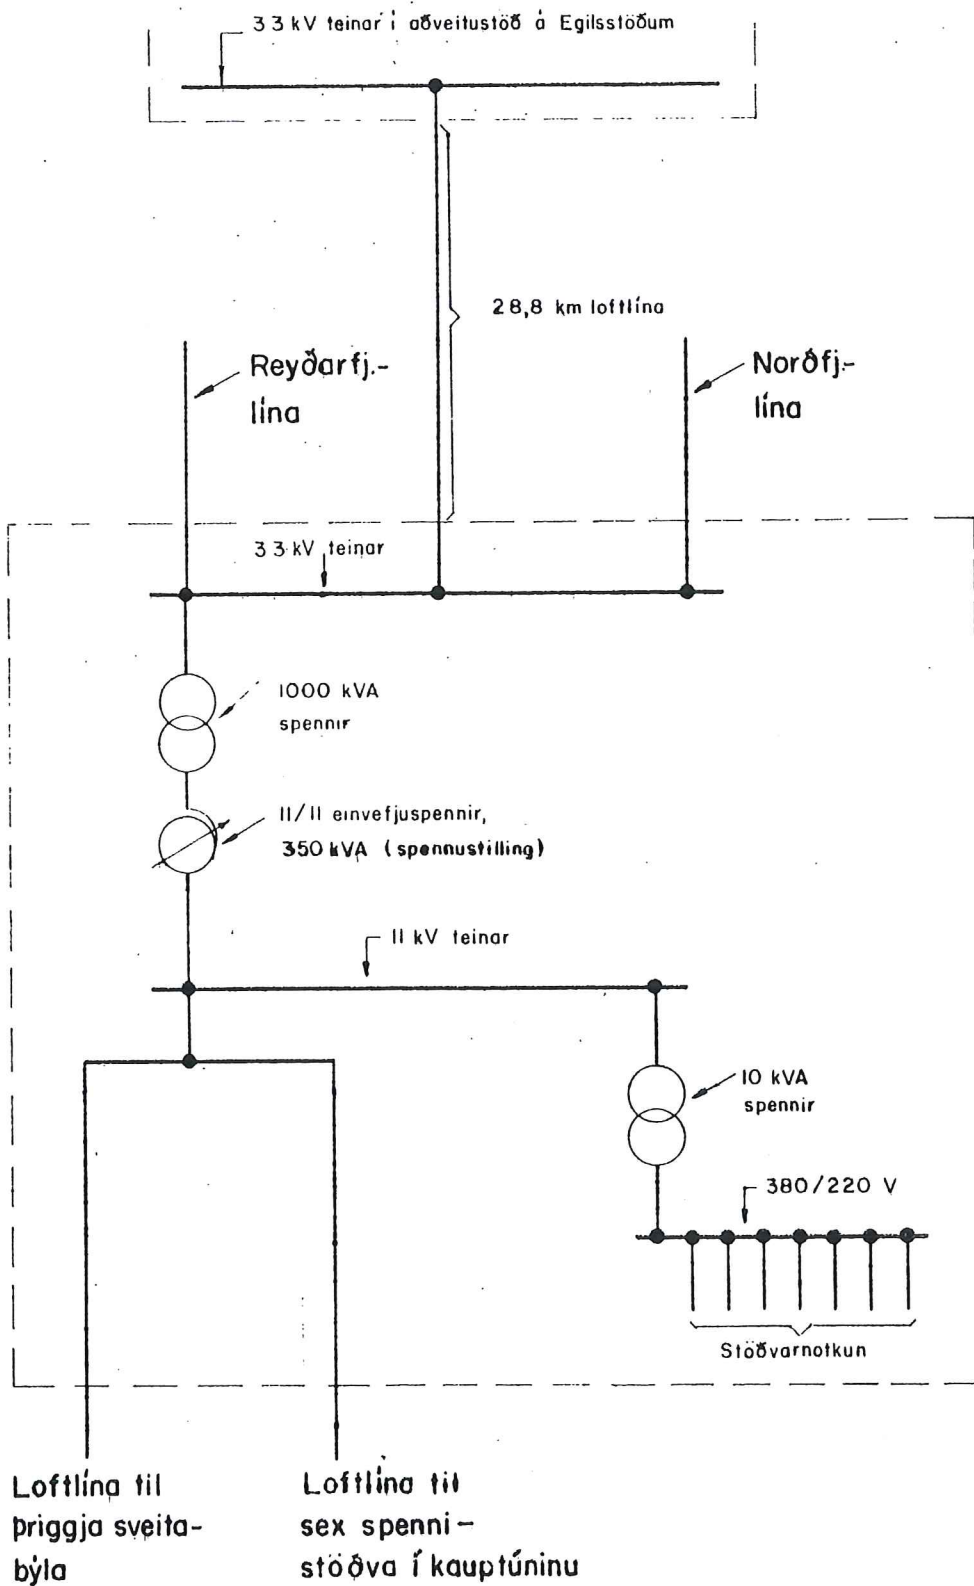 33 kV teinar í aðveitustöð á Egilsstöðum
28,8 km loftlína
Reyðarfj.-
lína
Norðfj.-
lína
33 kV teinar
1000 kVA
spennir
11/11 einvefjuspennir,
350 kVA (spennustilling)
11 kV teinar
10 kVA
spennir
380/220 V
Stöðvarnotkun
Loftlína til
þriggja sveita-
býla
Loftlína til
sex spenni-
stöðva í kauptúninu